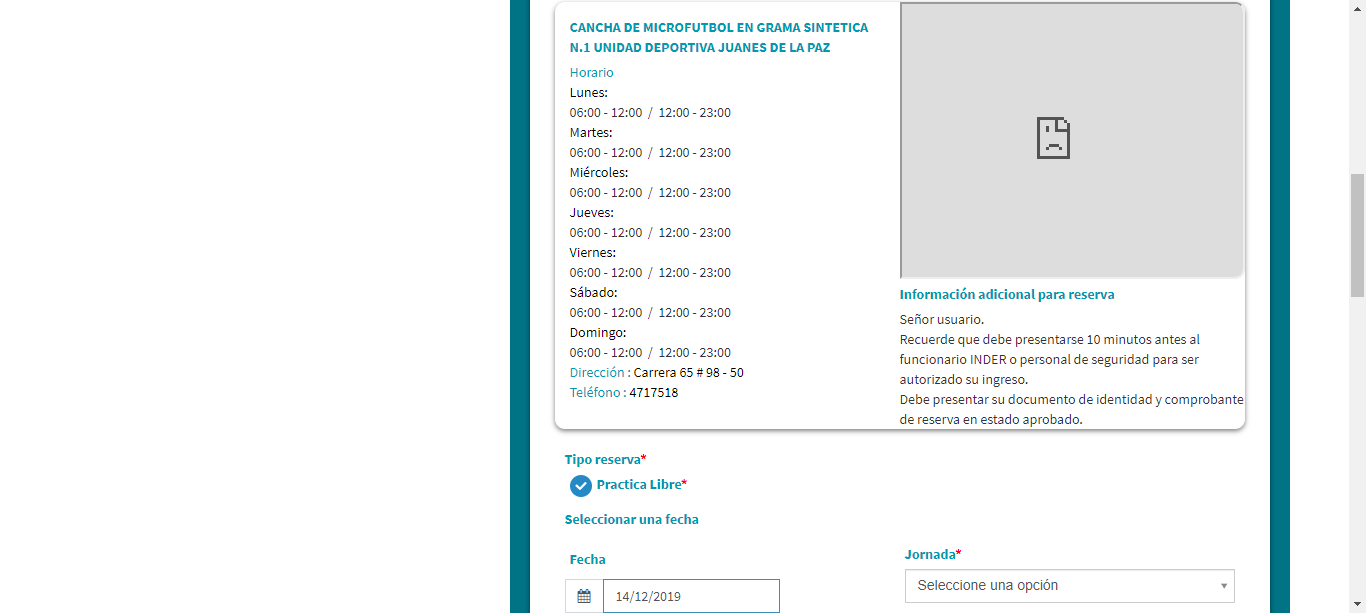 CANCHA DE MICROFUTBOL EN GRAMA SINTETICA
N.1 UNIDAD DEPORTIVA JUANES DE LA PAZ
Horario
Lunes:
06:00 - 12:00 / 12:00 - 23:00
Martes:
06:00 - 12:00 / 12:00 - 23:00
Miércoles:
06:00 - 12:00 / 12:00 - 23:00
Jueves:
06:00 - 12:00 / 12:00 - 23:00
Viernes:
06:00 - 12:00 / 12:00 - 23:00
Sábado:
06:00 - 12:00 / 12:00 - 23:00
Domingo:
06:00 - 12:00 / 12:00 - 23:00
Dirección : Carrera 65 # 98 - 50
Teléfono : 4717518
Información adicional para reserva
Señor usuario.
Recuerde que debe presentarse 10 minutos antes al
funcionario INDER o personal de seguridad para ser
autorizado su ingreso.
Debe presentar su documento de identidad y comprobante
de reserva en estado aprobado.
Tipo reserva*
Practica Libre*
Seleccionar una fecha
Fecha
14/12/2019
Jornada*
Seleccione una opción